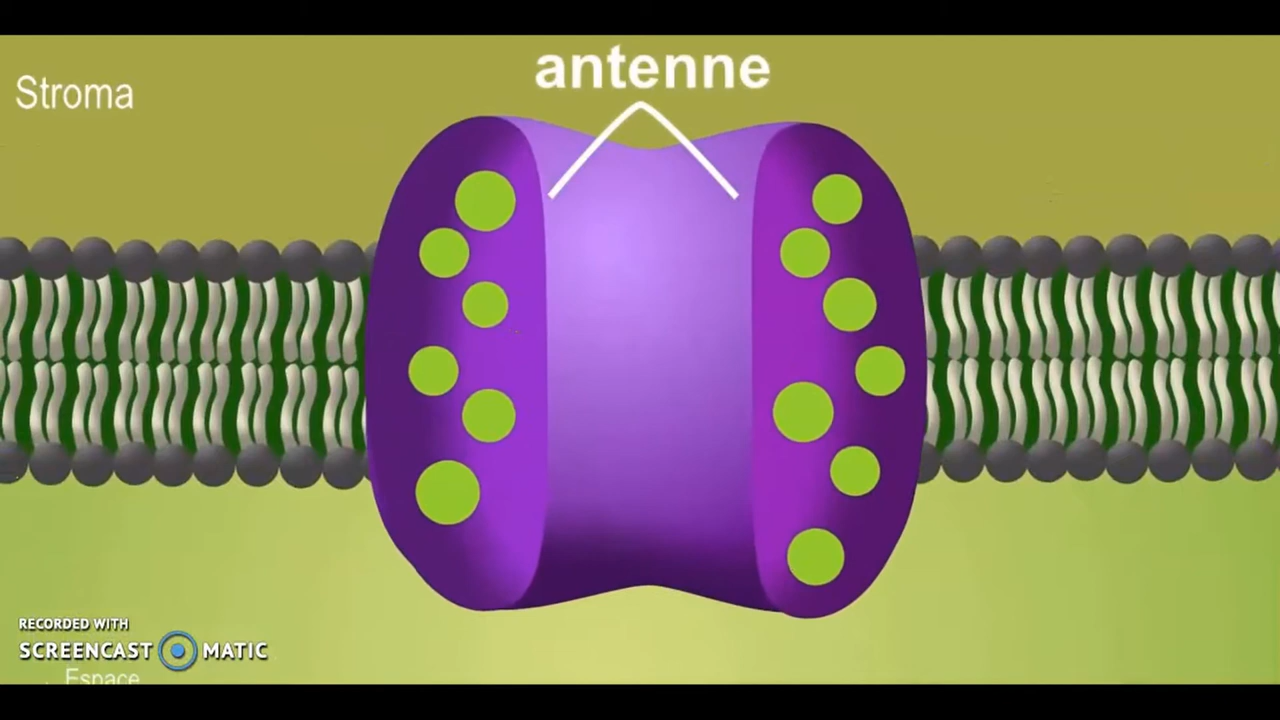 antenne
Stroma
RECORDED WITH
SCREENCAST MATIC
Espace